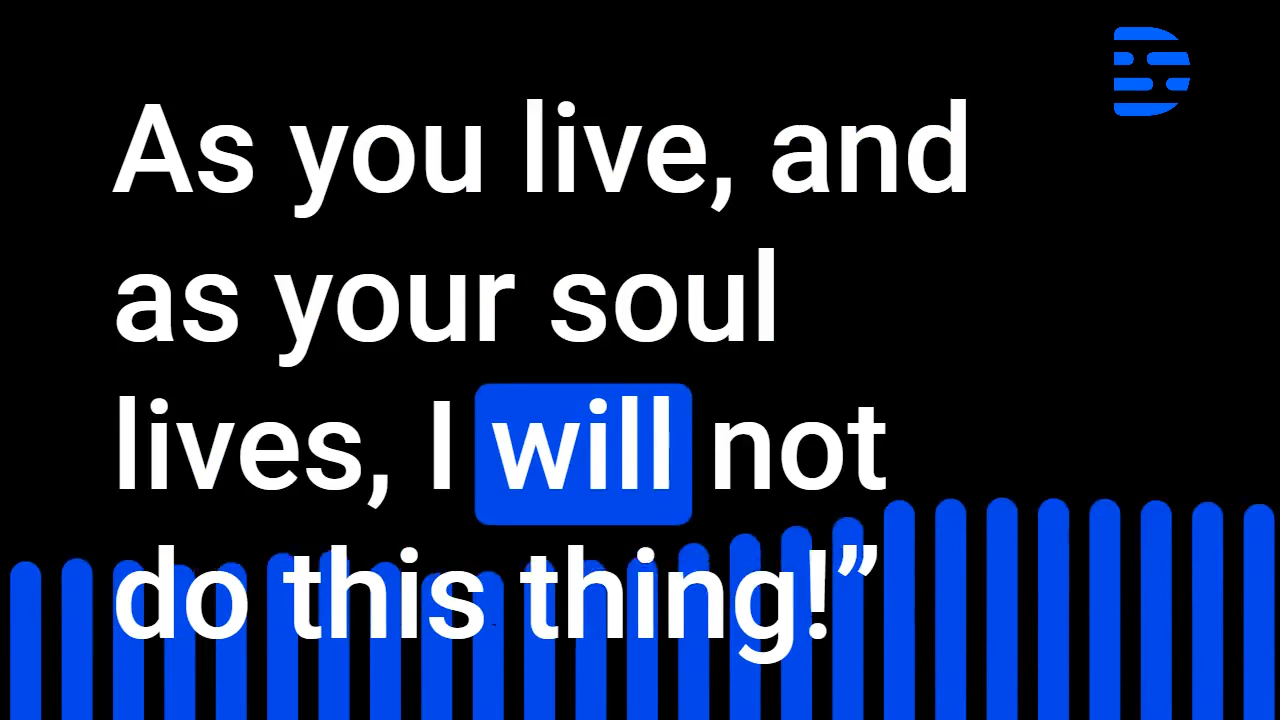 As you live, and
as your soul
lives, I will not
do this thing!”